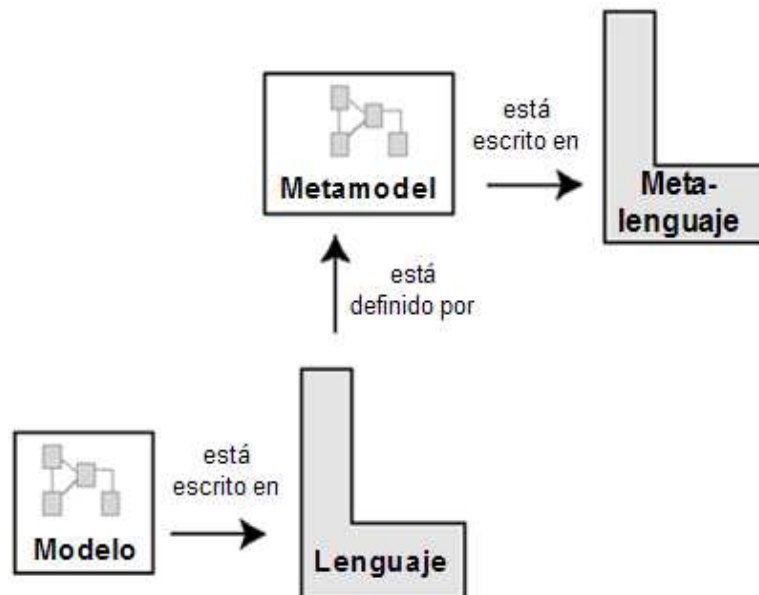 está
escrito en
Metamodel
Meta-
lenguaje
está
definido por
está
escrito en
Modelo
Lenguaje